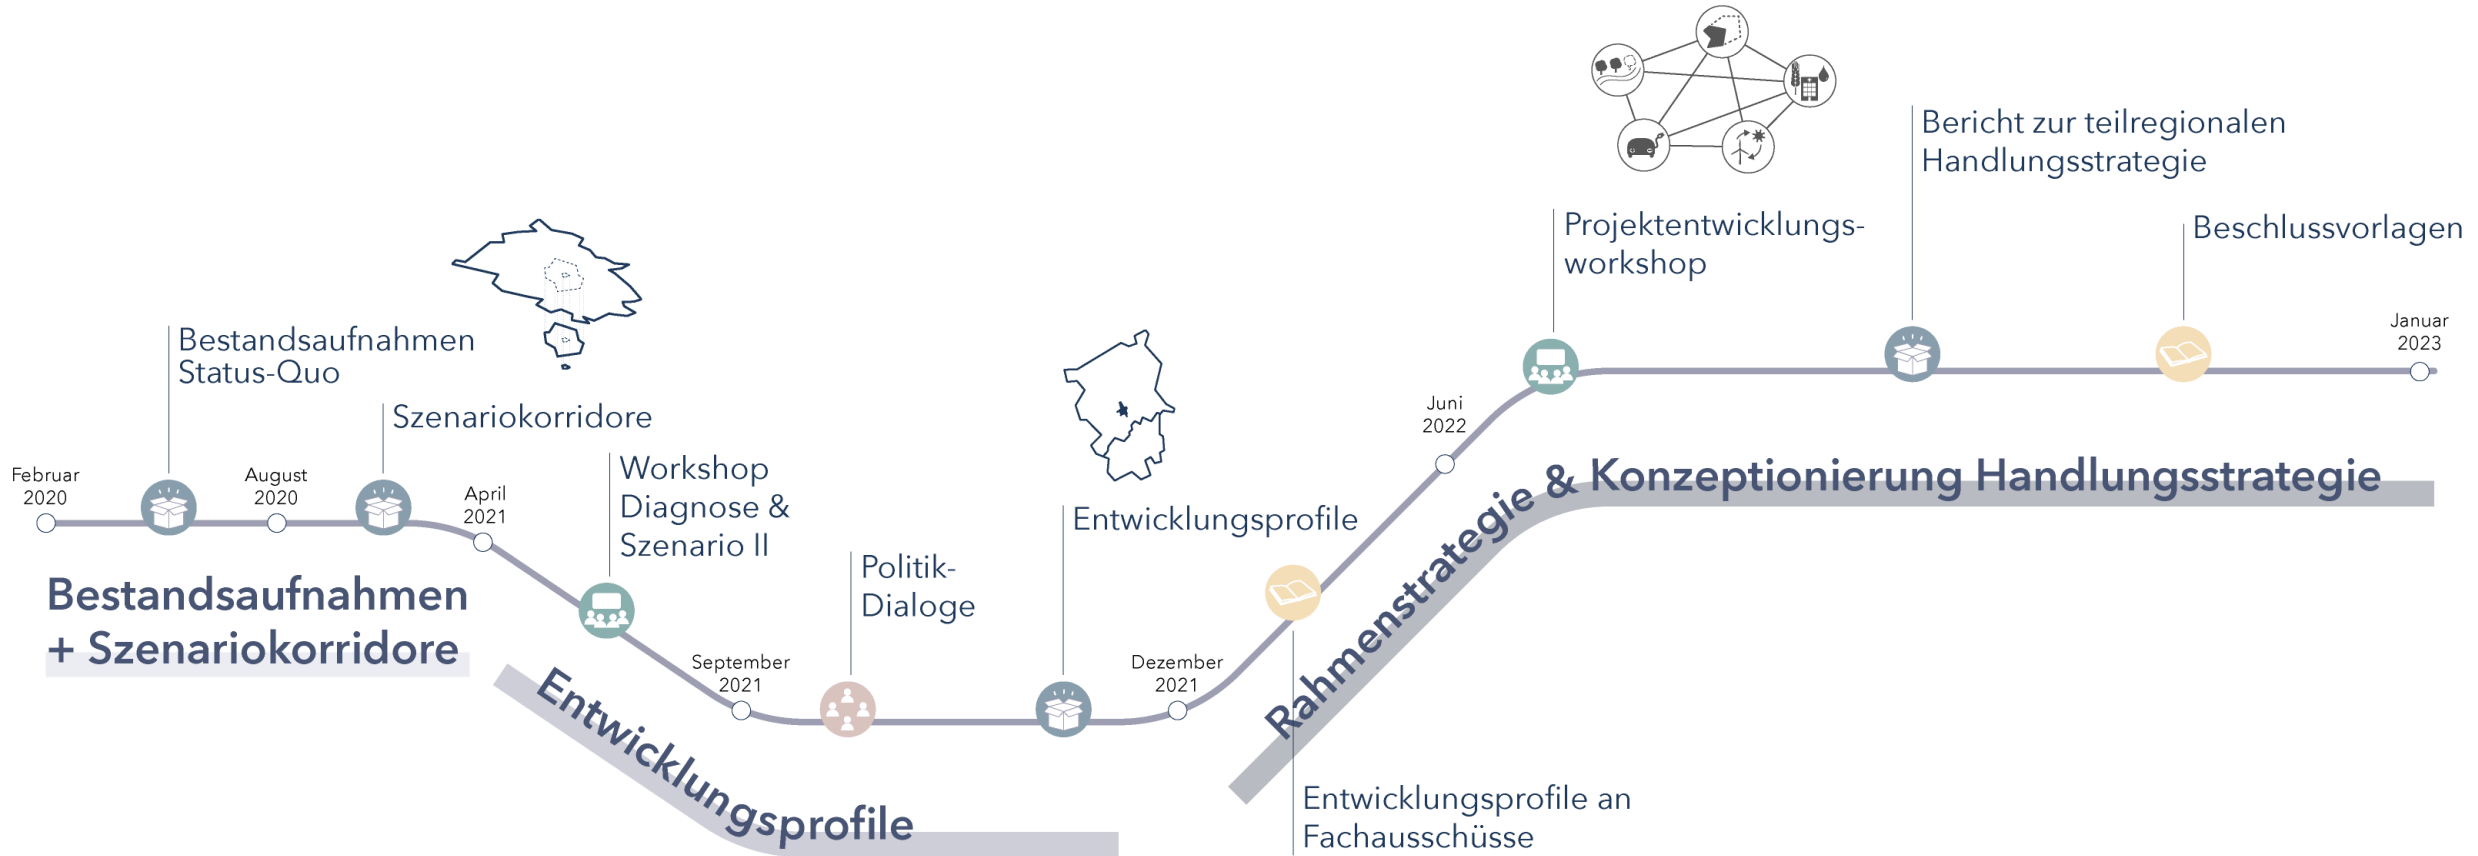 Februar
2020
Bestandsaufnahmen
Status-Quo
August
2020
Szenariokorridore
April
2021
Workshop
Diagnose &
Szenario II
September
2021
Politik-
Dialoge
Entwicklungsprofile
Dezember
2021
Entwicklungsprofile an
Fachausschüsse
Juni
2022
Projektentwicklungs-
workshop
Bericht zur teilregionalen
Handlungsstrategie
Beschlussvorlagen
Januar
2023
Bestandsaufnahmen
+ Szenariokorridore
Entwicklungsprofile
Rahmenstrategie & Konzeptionierung Handlungsstrategie